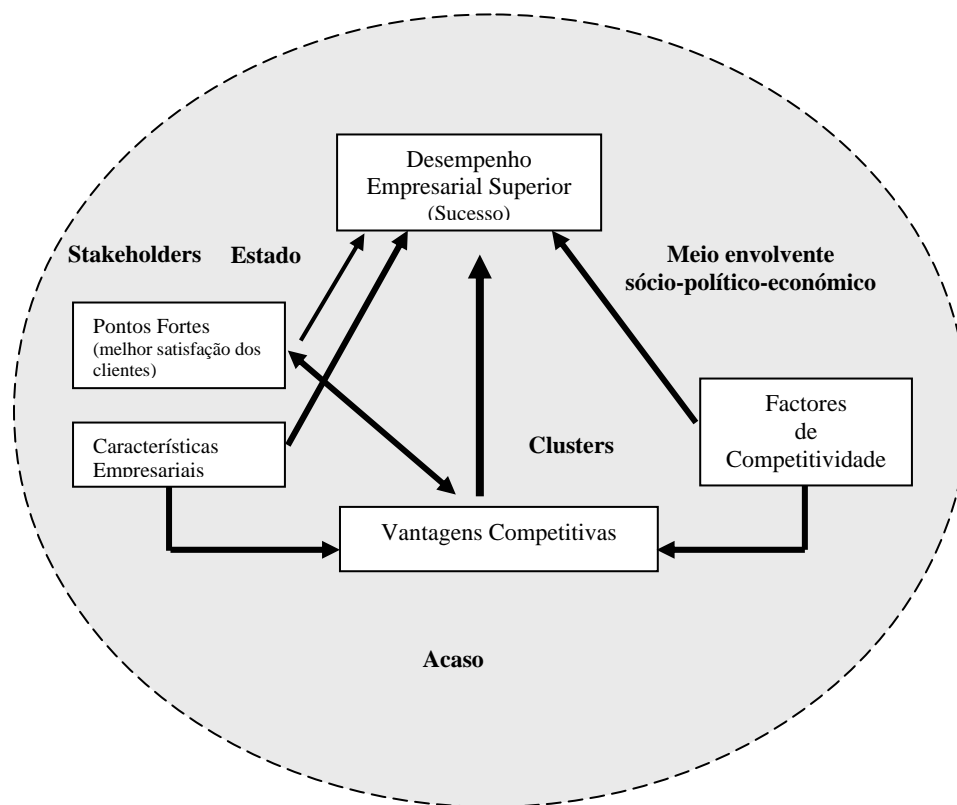 Desempenho
Empresarial Superior
(Sucesso)
Stakeholders
Estado
Meio envolvente
sócio-político-económico
Pontos Fortes
(melhor satisfação dos
clientes)
Factores
de
Competitividade
Características
Empresariais
Clusters
Vantagens Competitivas
Acaso